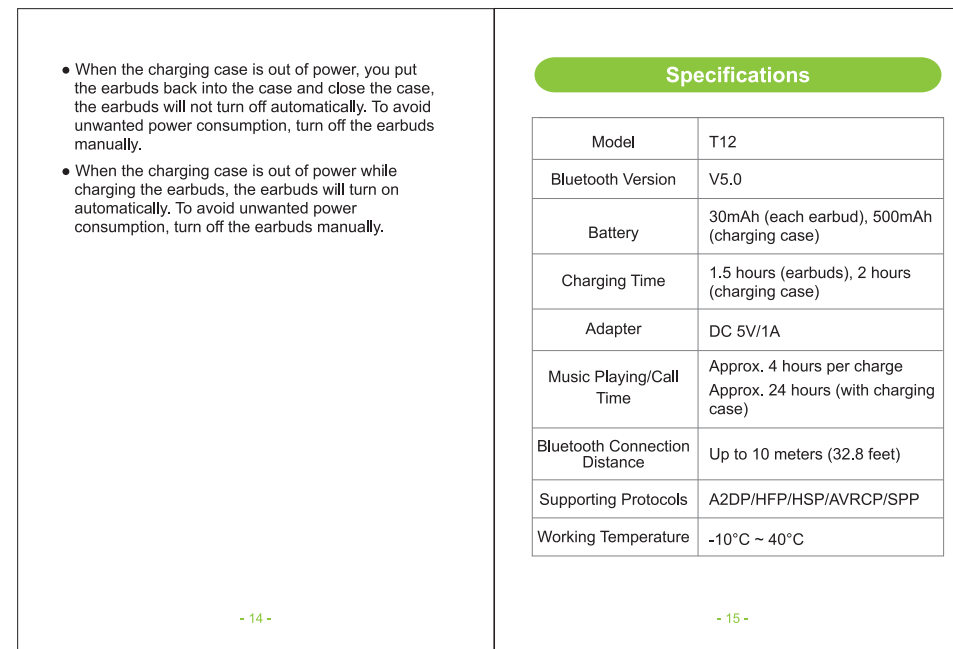 ● When the charging case is out of power, you put
the earbuds back into the case and close the case,
the earbuds will not turn off automatically. To avoid
unwanted power consumption, turn off the earbuds
manually.
● When the charging case is out of power while
charging the earbuds, the earbuds will turn on
automatically. To avoid unwanted power
consumption, turn off the earbuds manually.
- 14 -
Specifications
Model T12
Bluetooth Version V5.0
Battery 30mAh (each earbud), 500mAh
(charging case)
Charging Time 1.5 hours (earbuds), 2 hours
(charging case)
Adapter DC 5V/1A
Music Playing/Call
Time
Approx. 4 hours per charge
Approx. 24 hours (with charging
case)
Bluetooth Connection
Distance
Up to 10 meters (32.8 feet)
Supporting Protocols A2DP/HFP/HSP/AVRCP/SPP
Working Temperature -10°C ~ 40°C
- 15 -